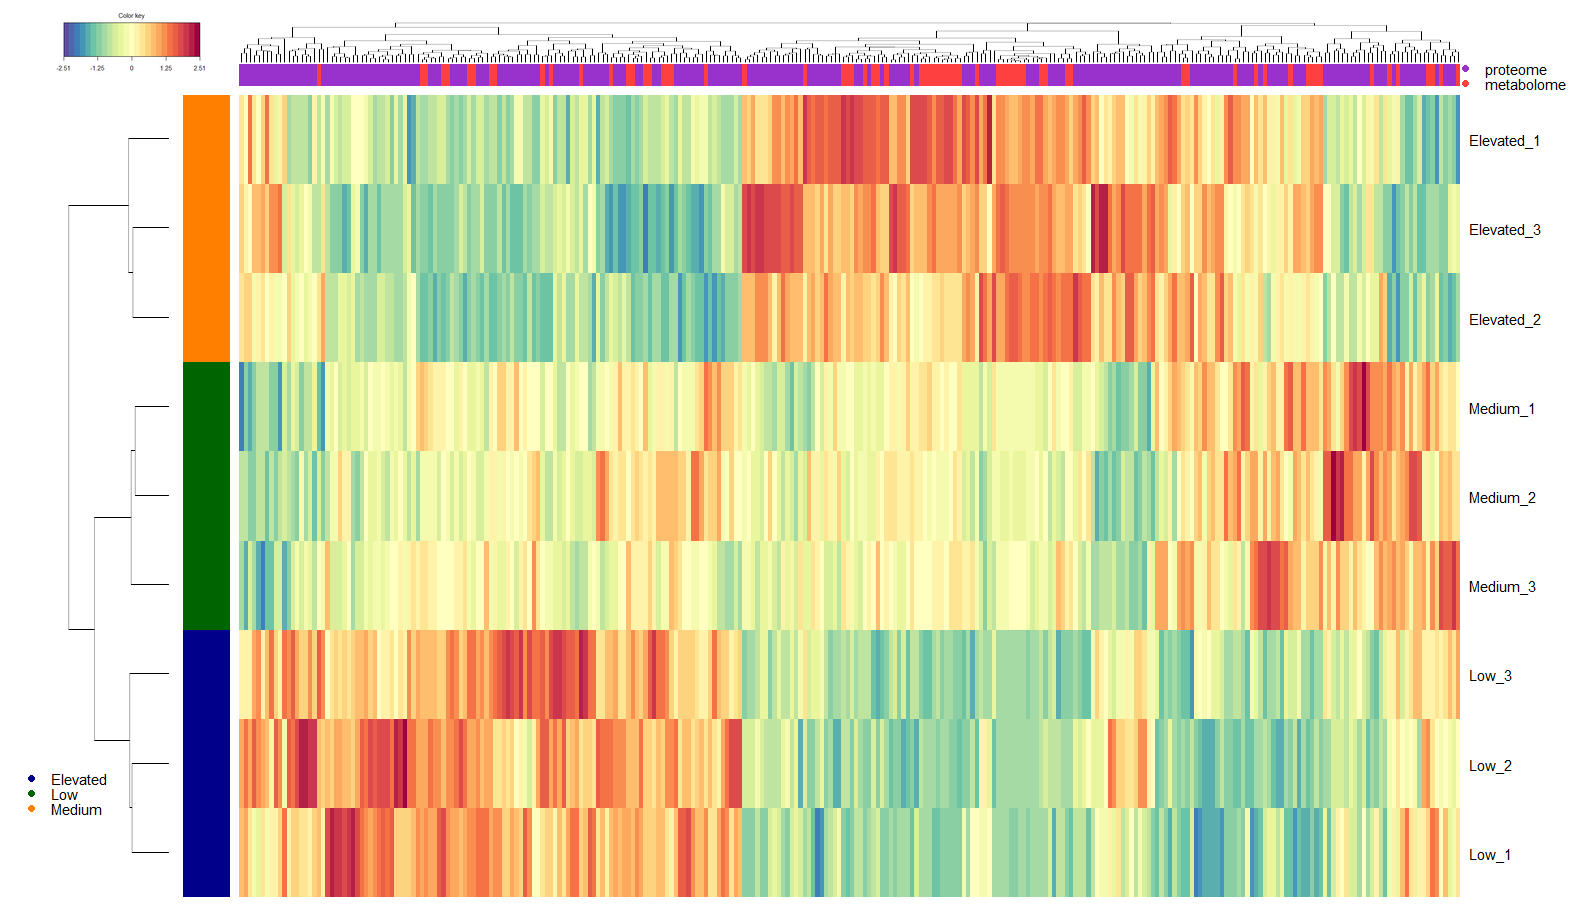 Color key
-2.51 -1.25 0 1.25 2.51
proteome
metabolome
Elevated_1
Elevated_3
Elevated_2
Medium_1
Medium_2
Medium_3
Low_3
Low_2
Low_1
Elevated
Low
Medium